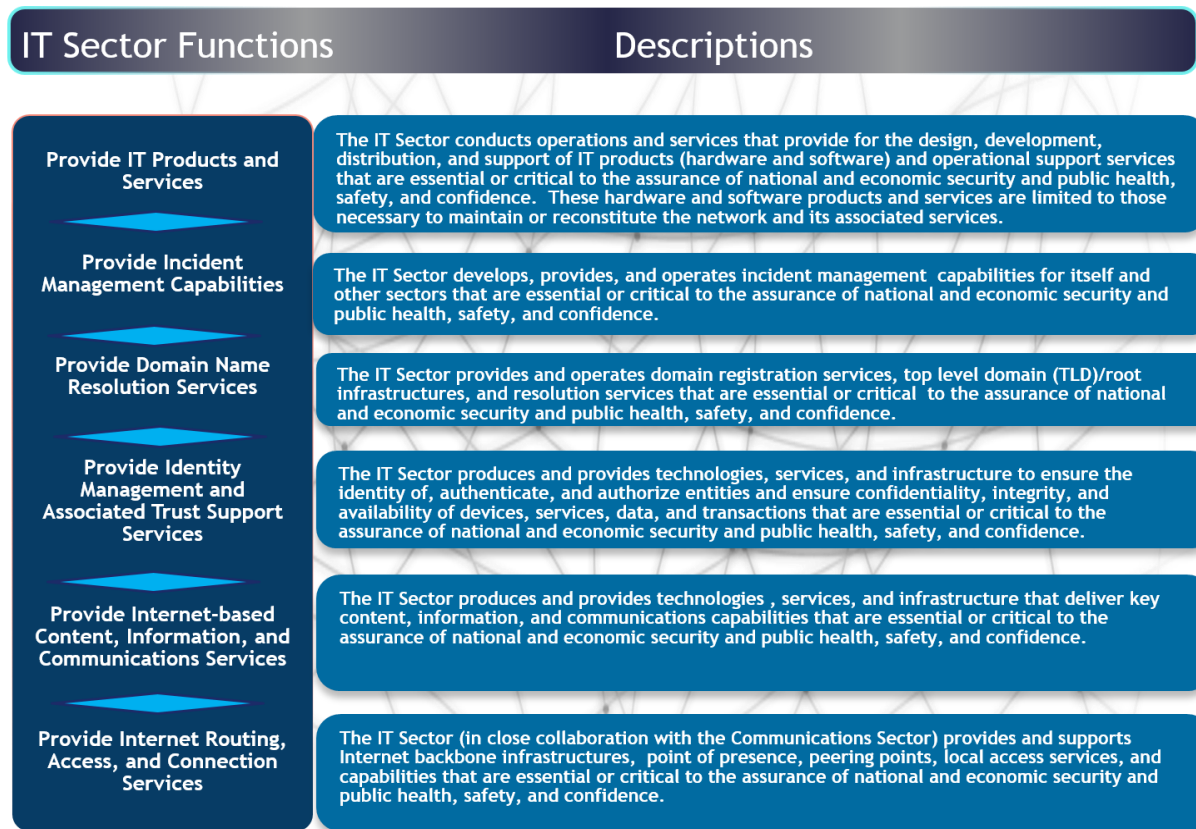 IT Sector Functions
Descriptions
Provide IT Products and
Services
The IT Sector conducts operations and services that provide for the design, development,
distribution, and support of IT products (hardware and software) and operational support services
that are essential or critical to the assurance of national and economic security and public health,
safety, and confidence.  These hardware and software products and services are limited to those
necessary to maintain or reconstitute the network and its associated services.
Provide Incident
Management Capabilities
The IT Sector develops, provides, and operates incident management  capabilities for itself and
other sectors that are essential or critical to the assurance of national and economic security and
public health, safety, and confidence.
Provide Domain Name
Resolution Services
The IT Sector provides and operates domain registration services, top level domain (TLD)/root
infrastructures, and resolution services that are essential or critical  to the assurance of national
and economic security and public health, safety, and confidence.
Provide Identity
Management and
Associated Trust Support
Services
The IT Sector produces and provides technologies, services, and infrastructure to ensure the
identity of, authenticate, and authorize entities and ensure confidentiality, integrity, and
availability of devices, services, data, and transactions that are essential or critical to the
assurance of national and economic security and public health, safety, and confidence.
Provide Internet-based
Content, Information, and
Communications Services
The IT Sector produces and provides technologies , services, and infrastructure that deliver key
content, information, and communications capabilities that are essential or critical to the
assurance of national and economic security and public health, safety, and confidence.
Provide Internet Routing,
Access, and Connection
Services
The IT Sector (in close collaboration with the Communications Sector) provides and supports
Internet backbone infrastructures,  point of presence, peering points, local access services, and
capabilities that are essential or critical to the assurance of national and economic security and
public health, safety, and confidence.